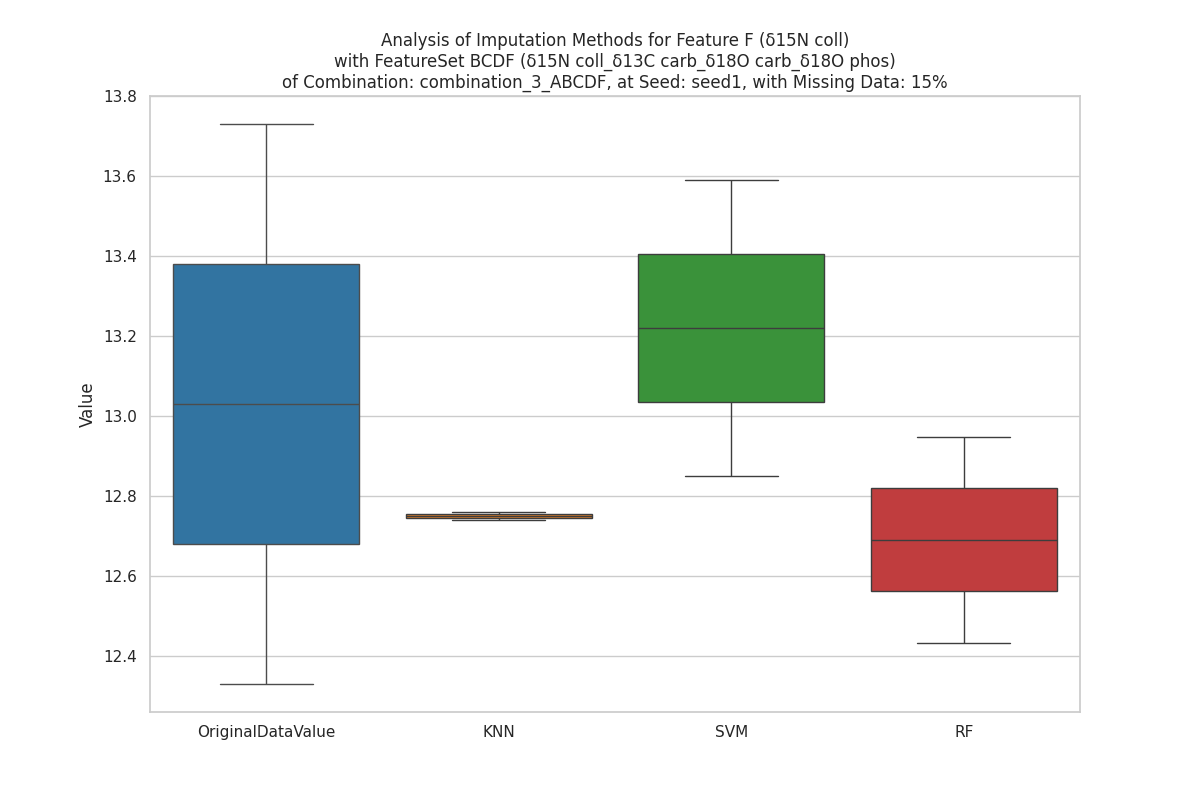 Analysis of Imputation Methods for Feature F (δ15N coll)
with FeatureSet BCDF (δ15N coll_δ13C carb_δ18O carb_δ18O phos)
of Combination: combination_3_ABCDF, at Seed: seed1, with Missing Data: 15%
13.8
13.6
13.4
13.2
13.0
12.8
12.6
12.4
Value
OriginalDataValue
KNN
SVM
RF